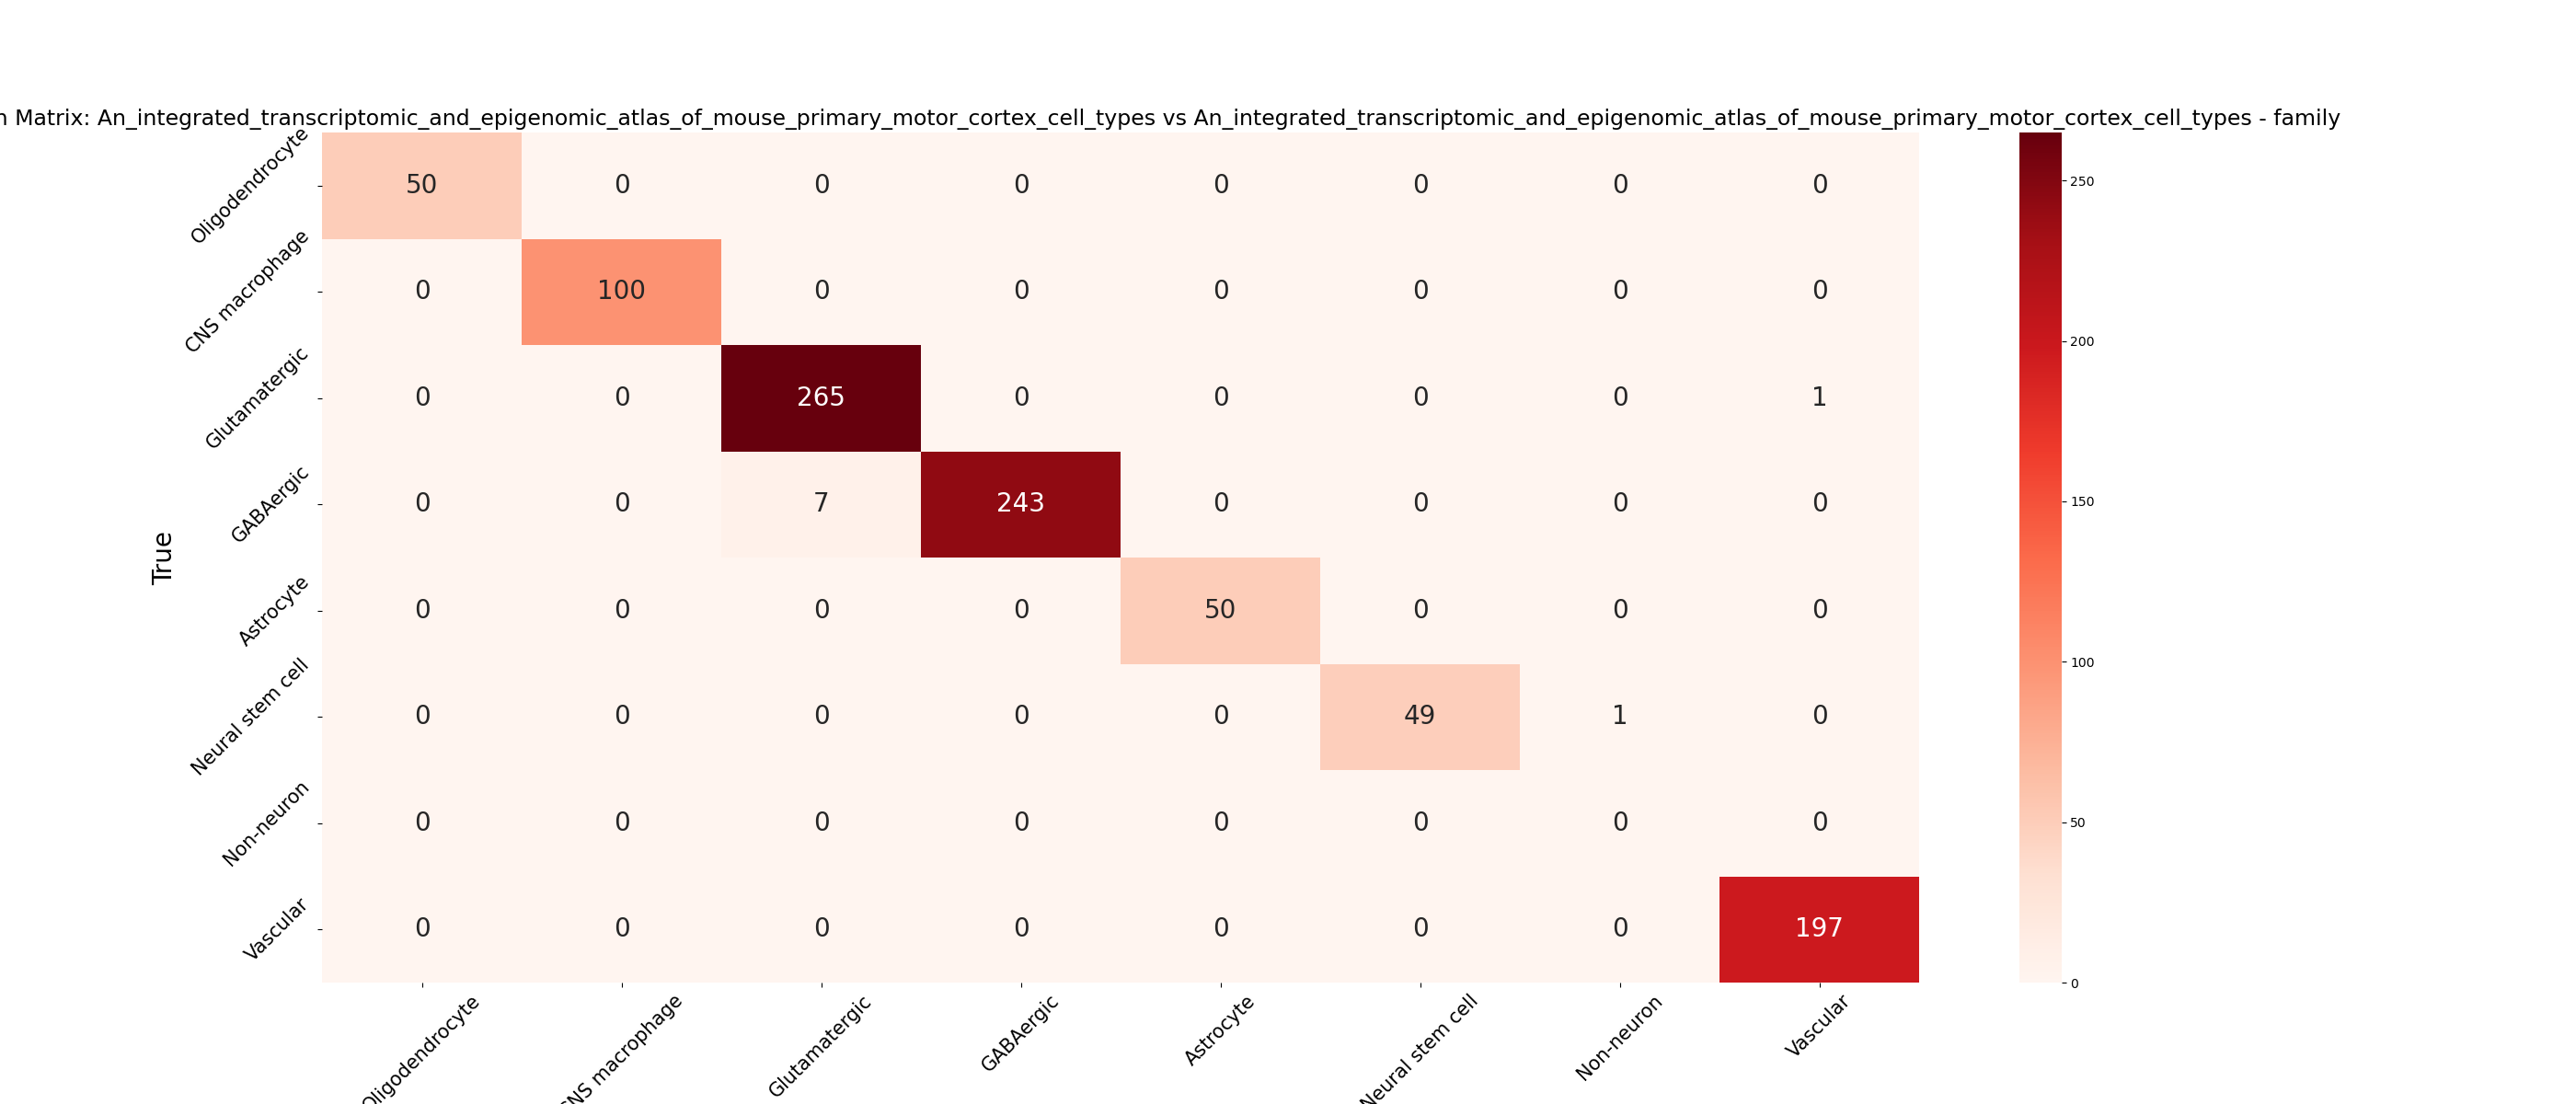 n Matrix: An_integrated_transcriptomic_and_epigenomic_atlas_of_mouse_primary_motor_cortex_cell_types vs An_integrated_transcriptomic_and_epigenomic_atlas_of_mouse_primary_motor_cortex_cell_types - family
Oligodendrocyte 50 0 0 0 0 0 0 0
CNS macrophage 0 100 0 0 0 0 0 0
Glutamatergic 0 0 265 0 0 0 0 1
GABAergic 0 0 7 243 0 0 0 0
Astrocyte 0 0 0 0 50 0 0 0
Neural stem cell 0 0 0 0 0 49 1 0
Non-neuron 0 0 0 0 0 0 0 0
Vascular 0 0 0 0 0 0 0 197
True
Oligodendrocyte
CNS macrophage
Glutamatergic
GABAergic
Astrocyte
Neural stem cell
Non-neuron
Vascular
250
200
150
100
50
0